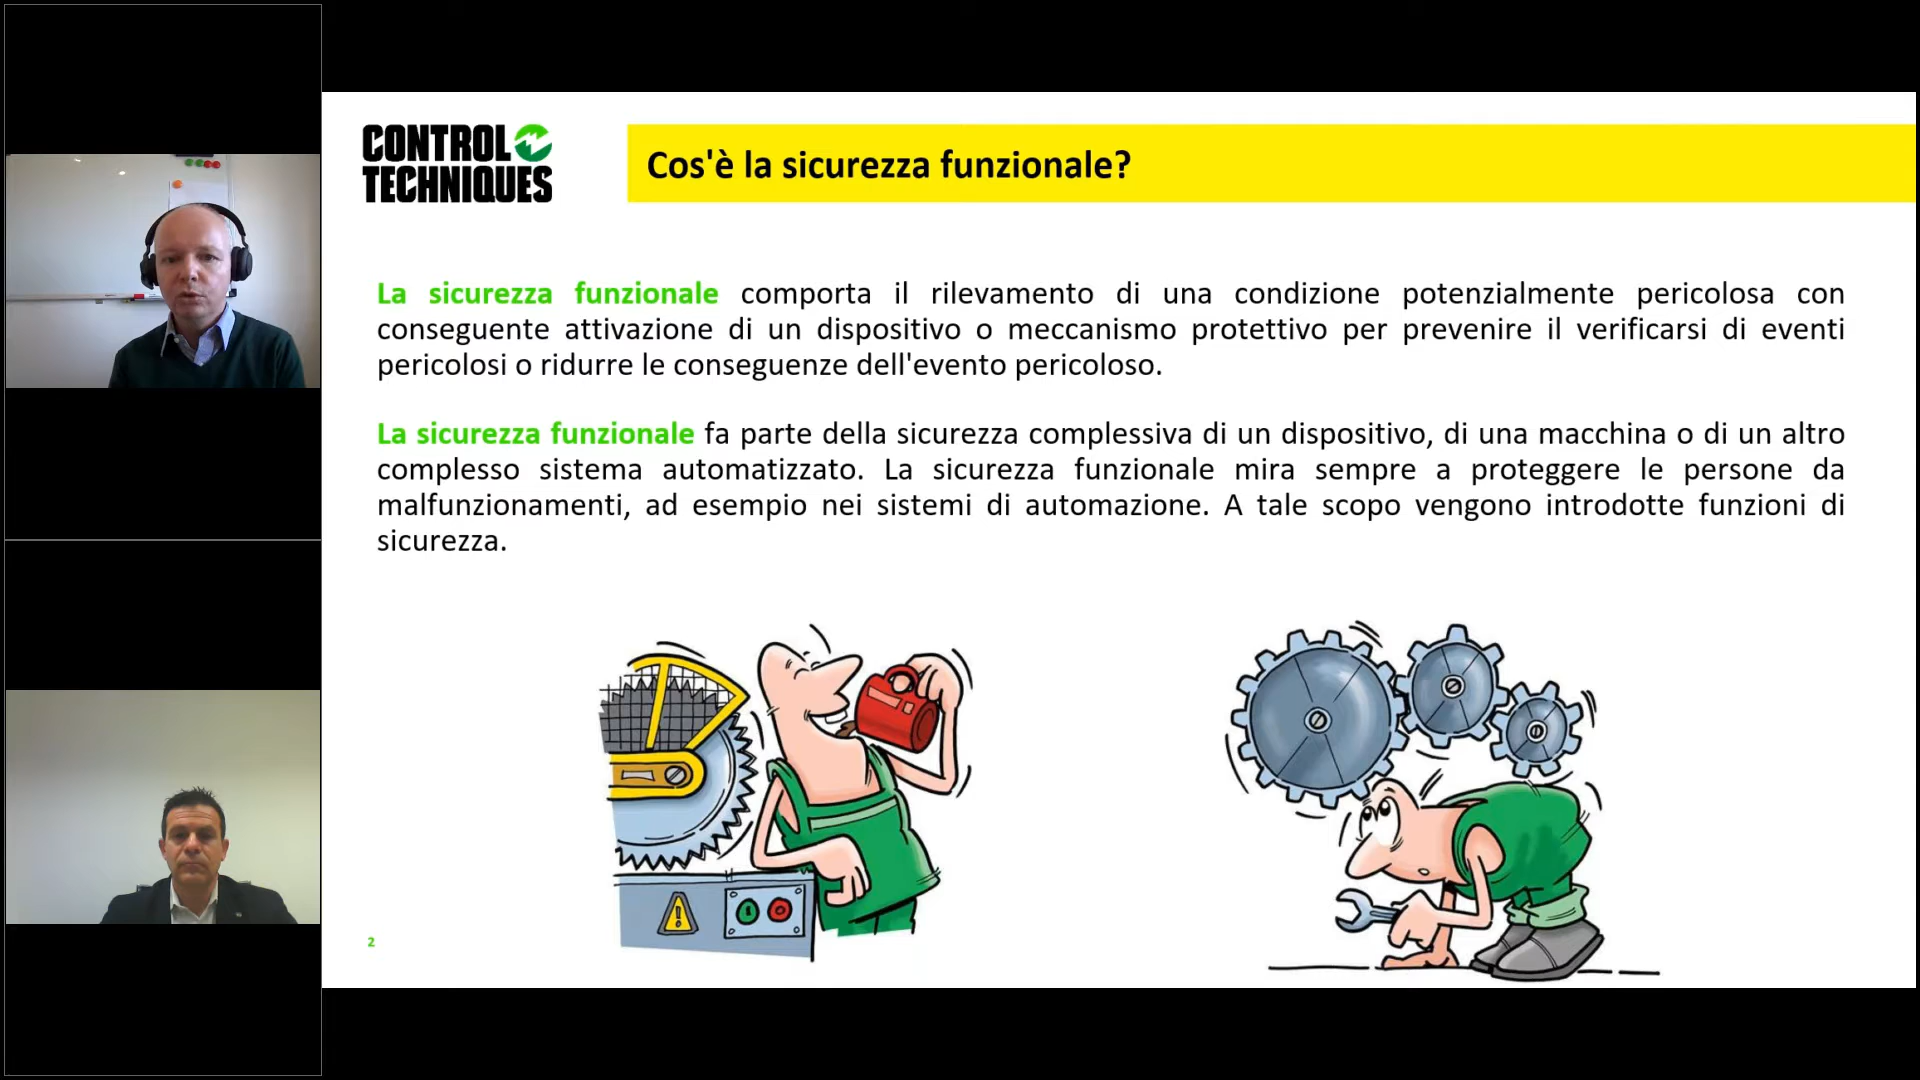 CONTROL
TECHNIQUES
Cos'è la sicurezza funzionale?
La sicurezza funzionale comporta il rilevamento di una condizione potenzialmente pericolosa con
conseguente attivazione di un dispositivo o meccanismo protettivo per prevenire il verificarsi di eventi
pericolosi o ridurre le conseguenze dell'evento pericoloso.
La sicurezza funzionale fa parte della sicurezza complessiva di un dispositivo, di una macchina o di un altro
complesso sistema automatizzato. La sicurezza funzionale mira sempre a proteggere le persone da
malfunzionamenti, ad esempio nei sistemi di automazione. A tale scopo vengono introdotte funzioni di
sicurezza.
2